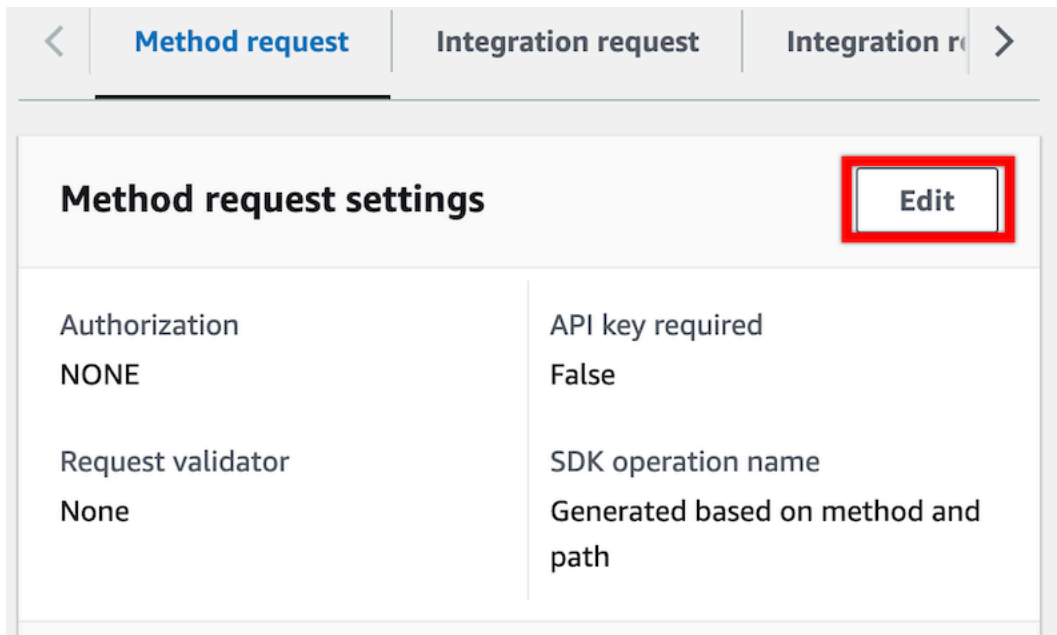 Method request
Integration request
Integration r
Method request settings
Edit
Authorization
NONE
API key required
False
Request validator
None
SDK operation name
Generated based on method and
path